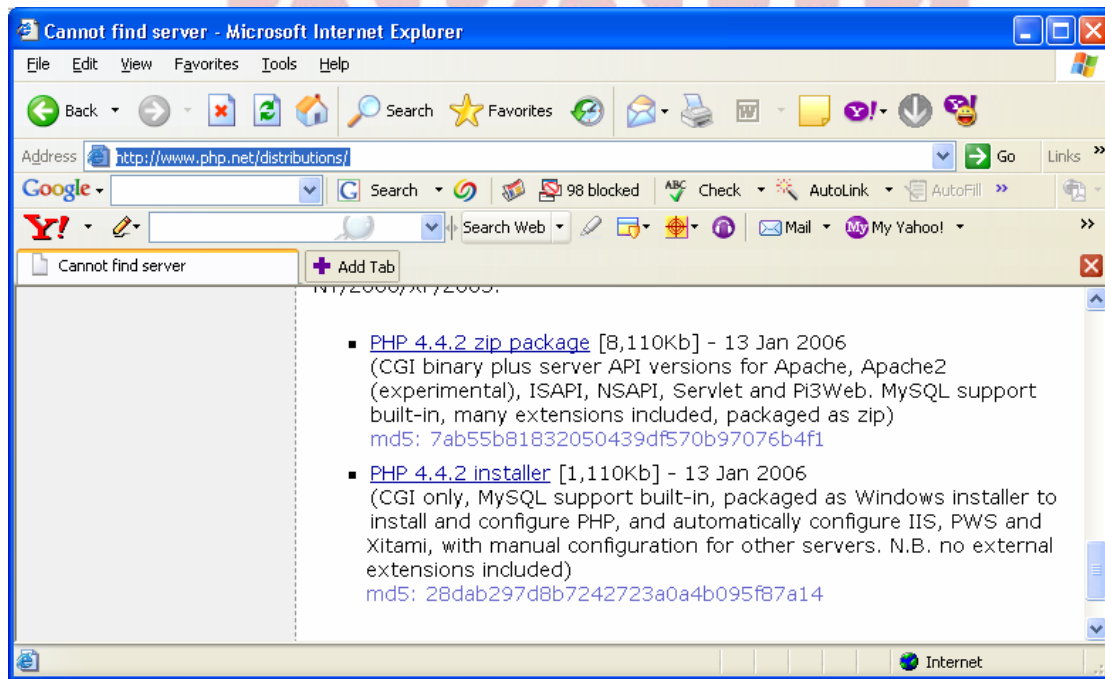 Cannot find server - Microsoft Internet Explorer
File Edit View Favorites Tools Help
Back Search Favorites
Address http://www.php.net/distributions/ Go Links »
Google Search 98 blocked ABC Check AutoLink AutoFill »
Y! Search Web Mail My My Yahoo! »
Cannot find server Add Tab
NT/2000/XP/2003.
PHP 4.4.2 zip package [8,110Kb] - 13 Jan 2006
(CGI binary plus server API versions for Apache, Apache2
(experimental), ISAPI, NSAPI, Servlet and Pi3Web. MySQL support
built-in, many extensions included, packaged as zip)
md5: 7ab55b81832050439df570b97076b4f1
PHP 4.4.2 installer [1,110Kb] - 13 Jan 2006
(CGI only, MySQL support built-in, packaged as Windows installer to
install and configure PHP, and automatically configure IIS, PWS and
Xitami, with manual configuration for other servers. N.B. no external
extensions included)
md5: 28dab297d8b7242723a0a4b095f87a14
Internet